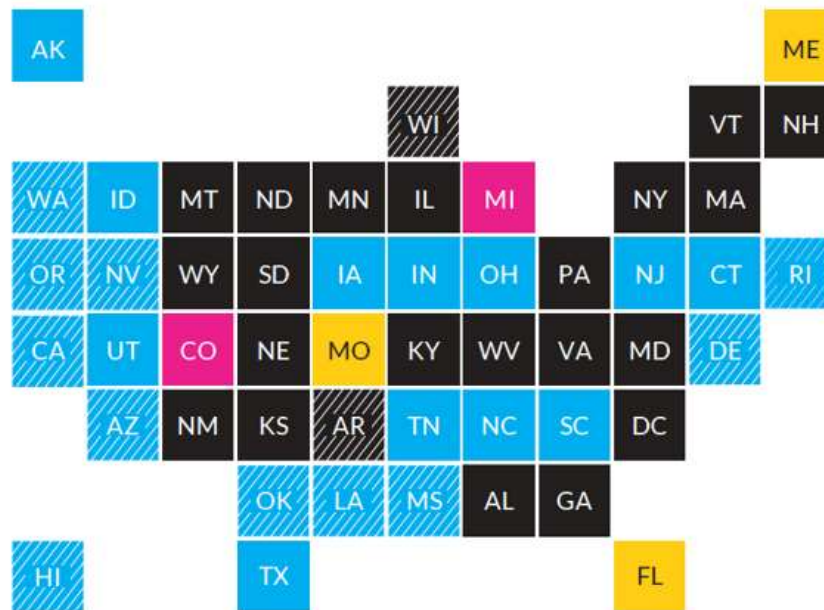 AK ME
WI VT NH
WA ID MT ND MN IL MI NY MA
OR NV WY SD IA IN OH PA NJ CT RI
CA UT CO NE MO KY WV VA MD DE
AZ NM KS AR TN NC SC DC
OK LA MS AL GA
HI TX FL